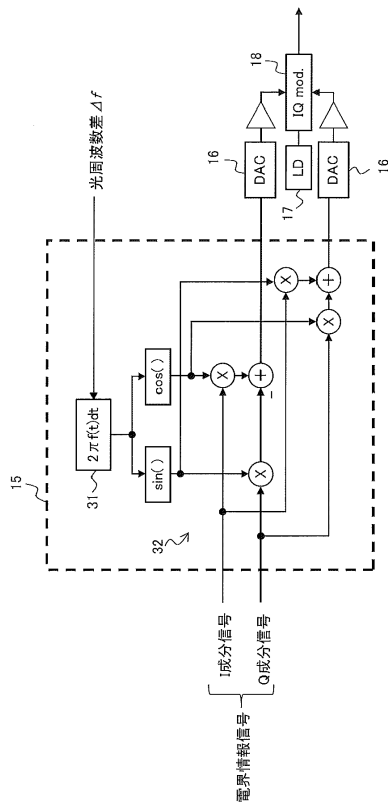 光周波数差Δf
15
2πf(t)dt
31
sin( )
cos( )
32
×
×
+
−
×
×
+
電界情報信号
I成分信号
Q成分信号
16
DAC
DAC
16
17
LD
IQ mod.
18